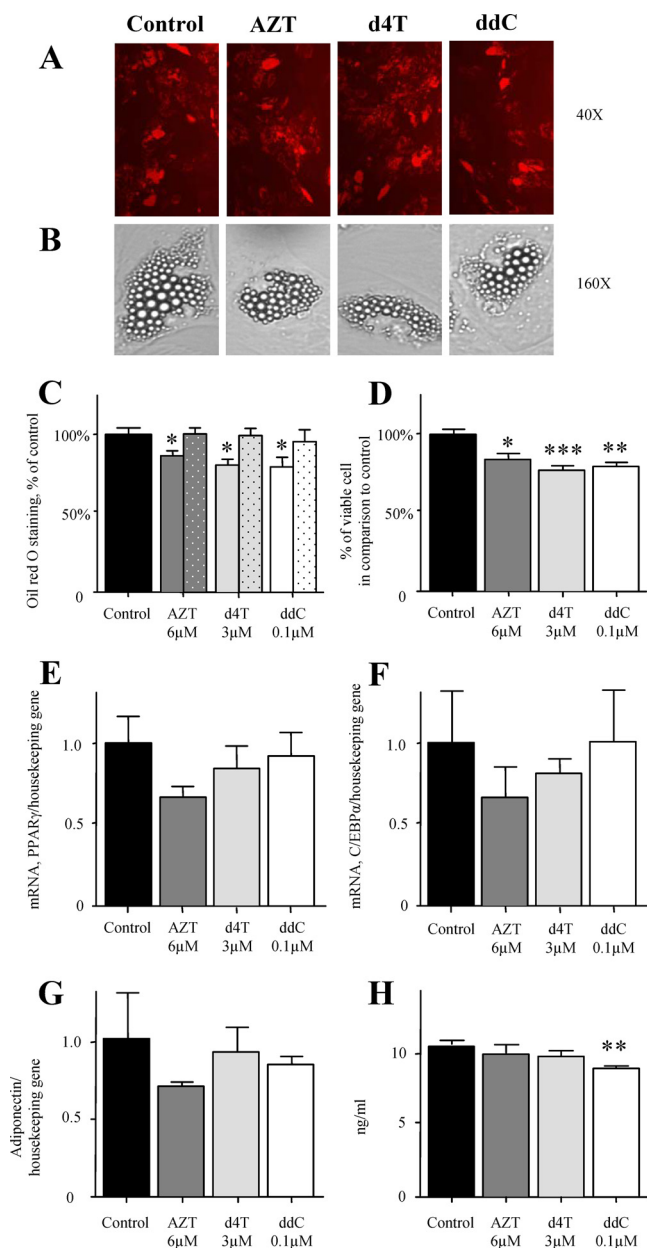 Control AZT d4T ddC
A
40X
B
160X
C
Oil red O staining, % of control
100%
50%
0
* * *
Control AZT d4T ddC
6μM 3μM 0.1μM
D
% of viable cell
in comparison to control
100%
50%
0
* *** **
Control AZT d4T ddC
6μM 3μM 0.1μM
E
mRNA, PPARγ/housekeeping gene
1.0
0.5
0
Control AZT d4T ddC
6μM 3μM 0.1μM
F
mRNA, C/EBPα/housekeeping gene
1.0
0.5
0
Control AZT d4T ddC
6μM 3μM 0.1μM
G
Adiponectin/
housekeeping gene
1.0
0.5
0
Control AZT d4T ddC
6μM 3μM 0.1μM
H
ng/ml
10
5
0
**
Control AZT d4T ddC
6μM 3μM 0.1μM